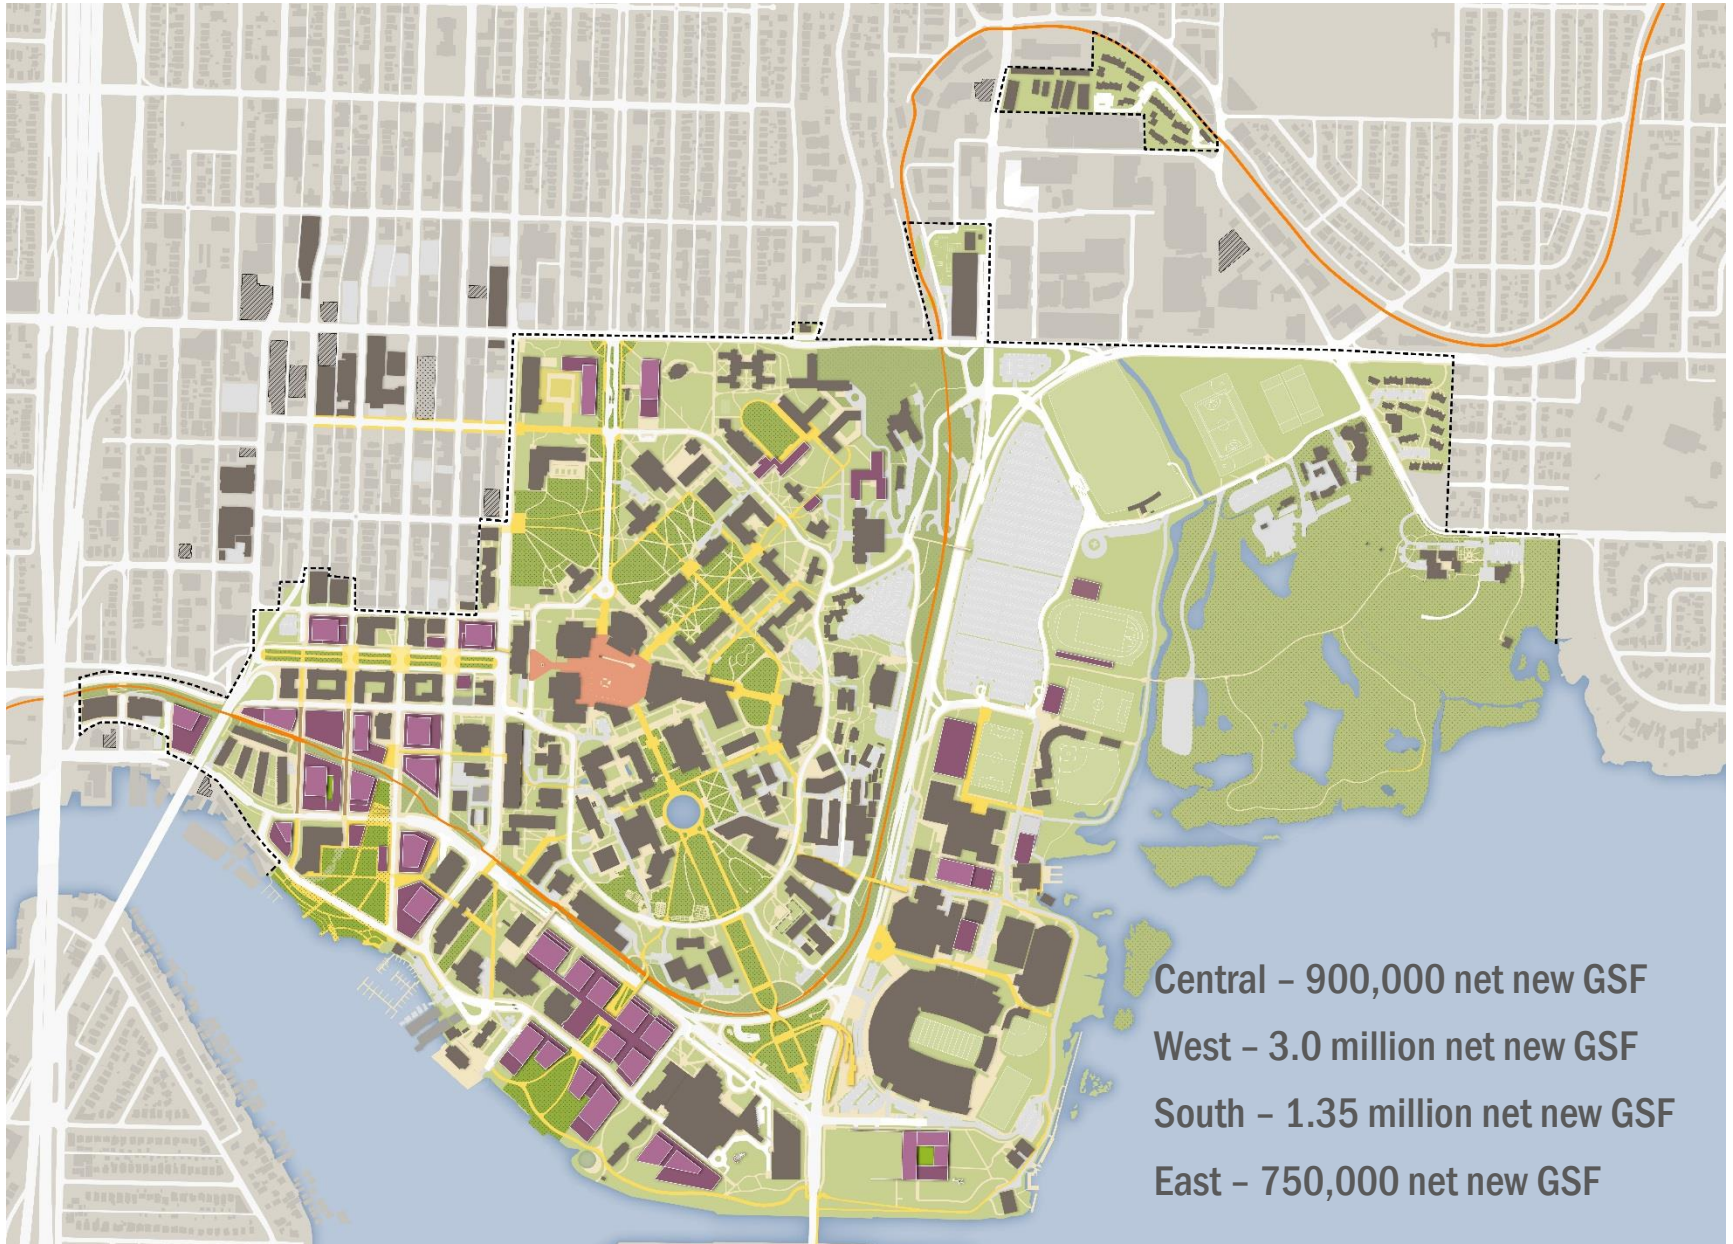 Central – 900,000 net new GSF
West – 3.0 million net new GSF
South – 1.35 million net new GSF
East – 750,000 net new GSF